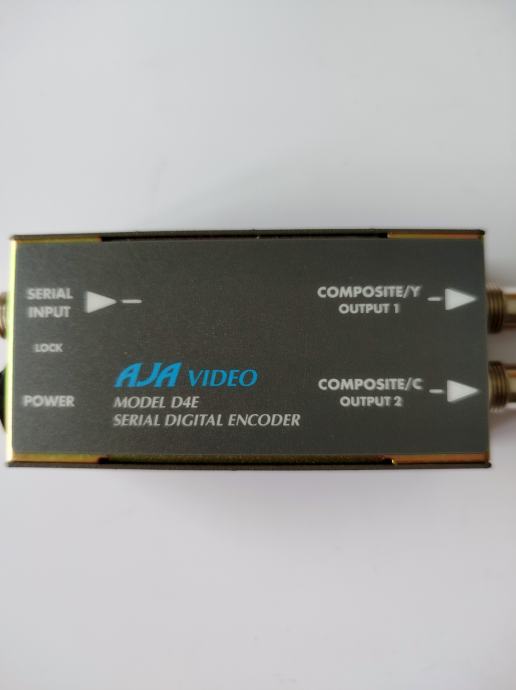 SERIAL
INPUT
LOCK
POWER
AJA VIDEO
MODEL D4E
SERIAL DIGITAL ENCODER
COMPOSITE/Y
OUTPUT 1
COMPOSITE/C
OUTPUT 2